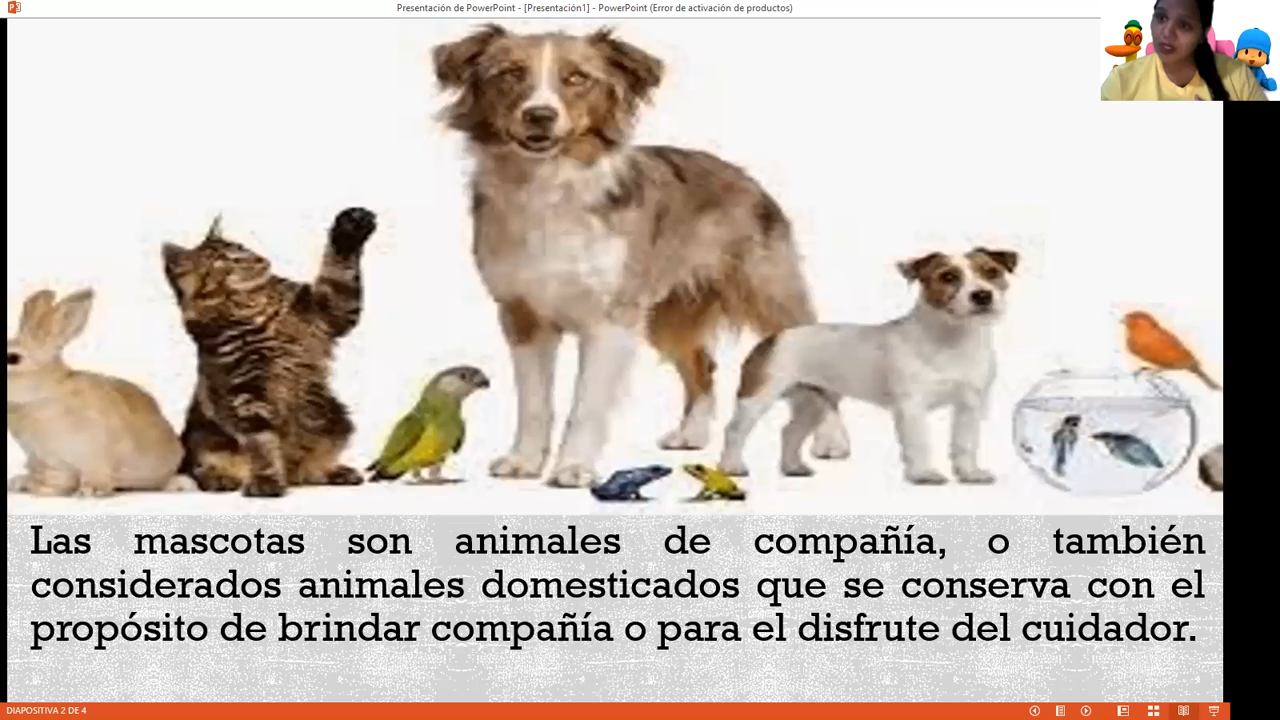 Presentación de PowerPoint - [Presentación1] - PowerPoint (Error de activación de productos)
Las mascotas son animales de compañía, o también
considerados animales domesticados que se conserva con el
propósito de brindar compañía o para el disfrute del cuidador.
DIAPOSITIVA 2 DE 4